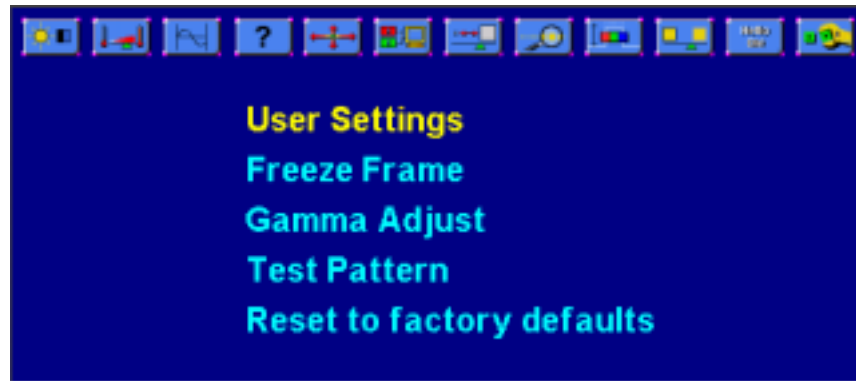 ?
User Settings
Freeze Frame
Gamma Adjust
Test Pattern
Reset to factory defaults